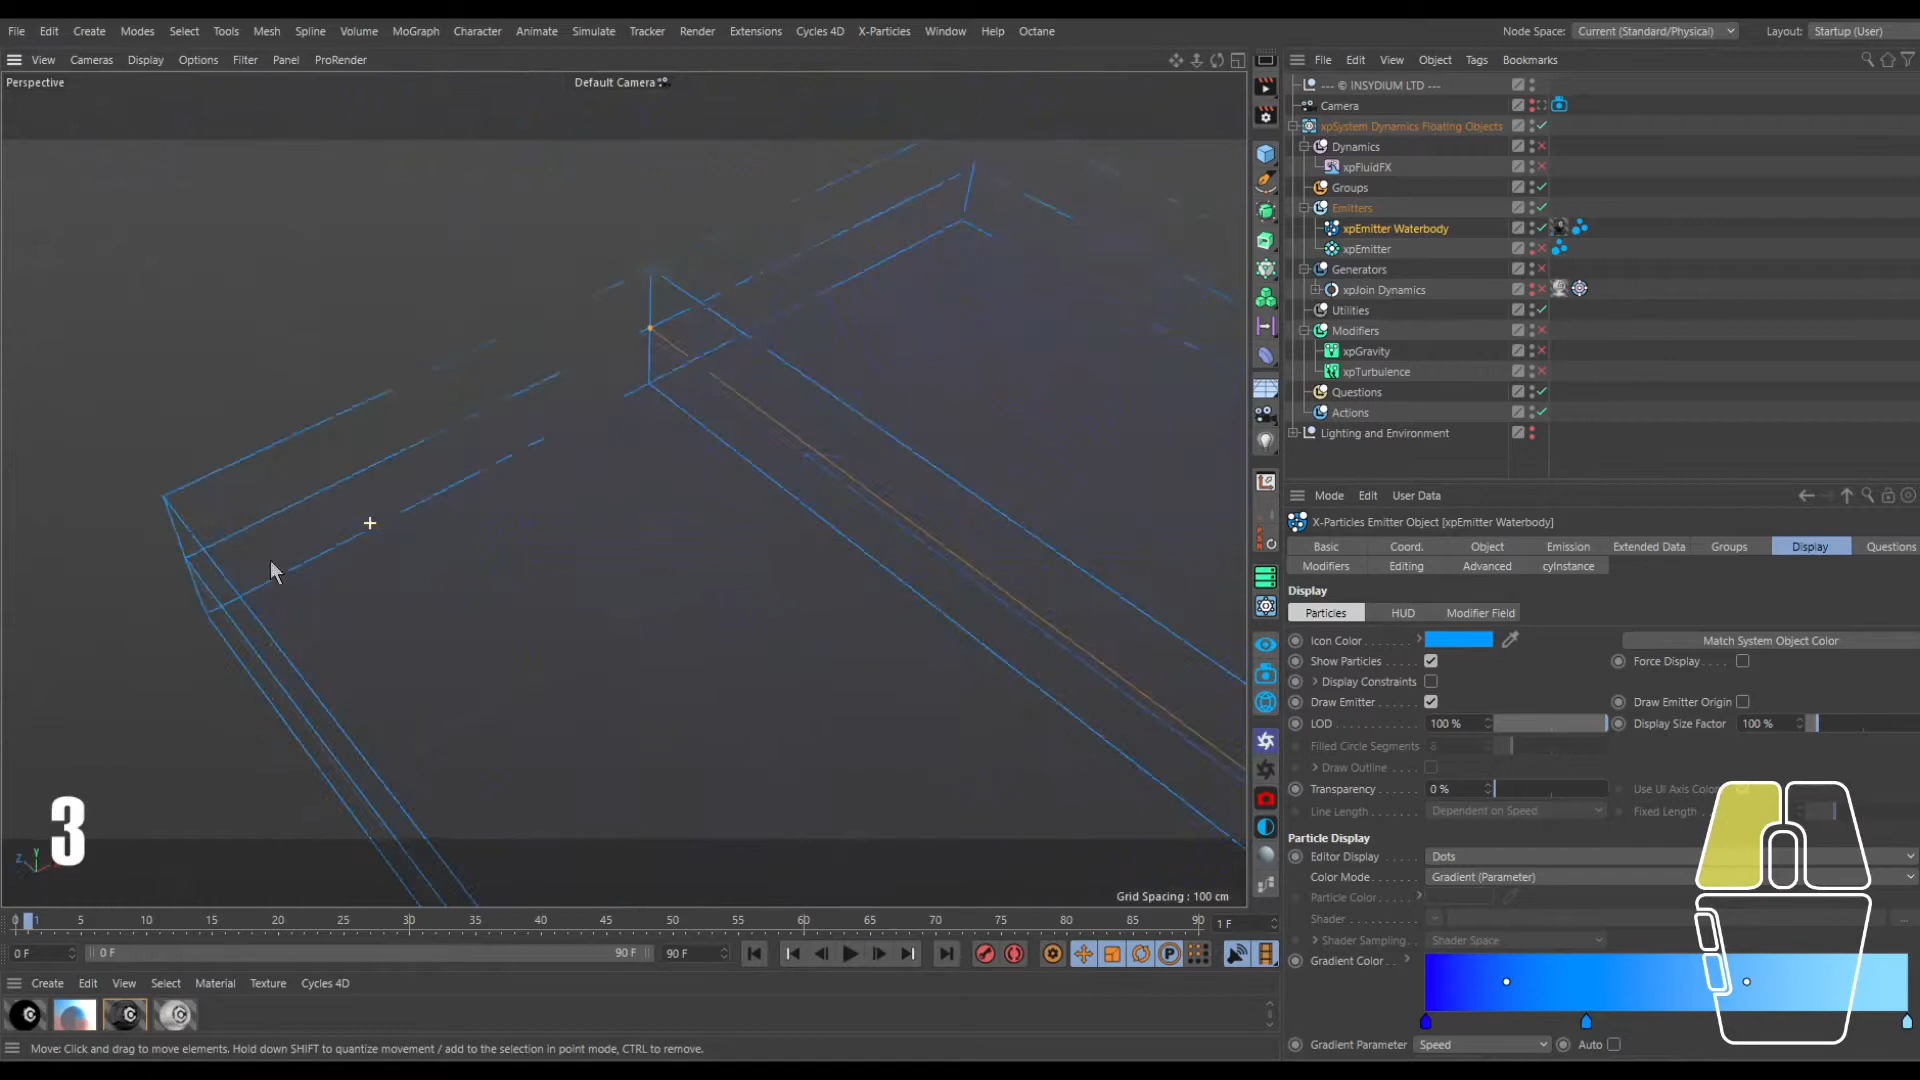 File Edit Create Modes Select Tools Mesh Spline Volume MoGraph Character Animate Simulate Tracker Render Extensions Cycles 4D X-Particles Window Help Octane
Node Space: Current (Standard/Physical) Layout: Startup (User)
View Cameras Display Options Filter Panel ProRender
Perspective
Default Camera
Grid Spacing : 100 cm
3
Z Y
File Edit View Object Tags Bookmarks
--- © INSYDIUM LTD ---
Camera
xpSystem Dynamics Floating Objects
Dynamics
xpFluidFX
Groups
Emitters
xpEmitter Waterbody
xpEmitter
Generators
xpJoin Dynamics
Utilities
Modifiers
xpGravity
xpTurbulence
Questions
Actions
Lighting and Environment
Mode Edit User Data
X-Particles Emitter Object [xpEmitter Waterbody]
Basic Coord. Object Emission Extended Data Groups Display Questions
Modifiers Editing Advanced cyInstance
Display
Particles HUD Modifier Field
Icon Color Match System Object Color
Show Particles Force Display
Display Constraints
Draw Emitter Draw Emitter Origin
LOD 100 % Display Size Factor 100 %
Filled Circle Segments 8
Draw Outline
Transparency 0 % Use UI Axis Color
Line Length Dependent on Speed Fixed Length
Particle Display
Editor Display Dots
Color Mode Gradient (Parameter)
Particle Color
Shader
Shader Sampling Shader Space
Gradient Color
Gradient Parameter Speed Auto
0 1 5 10 15 20 25 30 35 40 45 50 55 60 65 70 75 80 85 90 1 F
0 F 0 F 90 F 90 F
Create Edit View Select Material Texture Cycles 4D
Move: Click and drag to move elements. Hold down SHIFT to quantize movement / add to the selection in point mode, CTRL to remove.